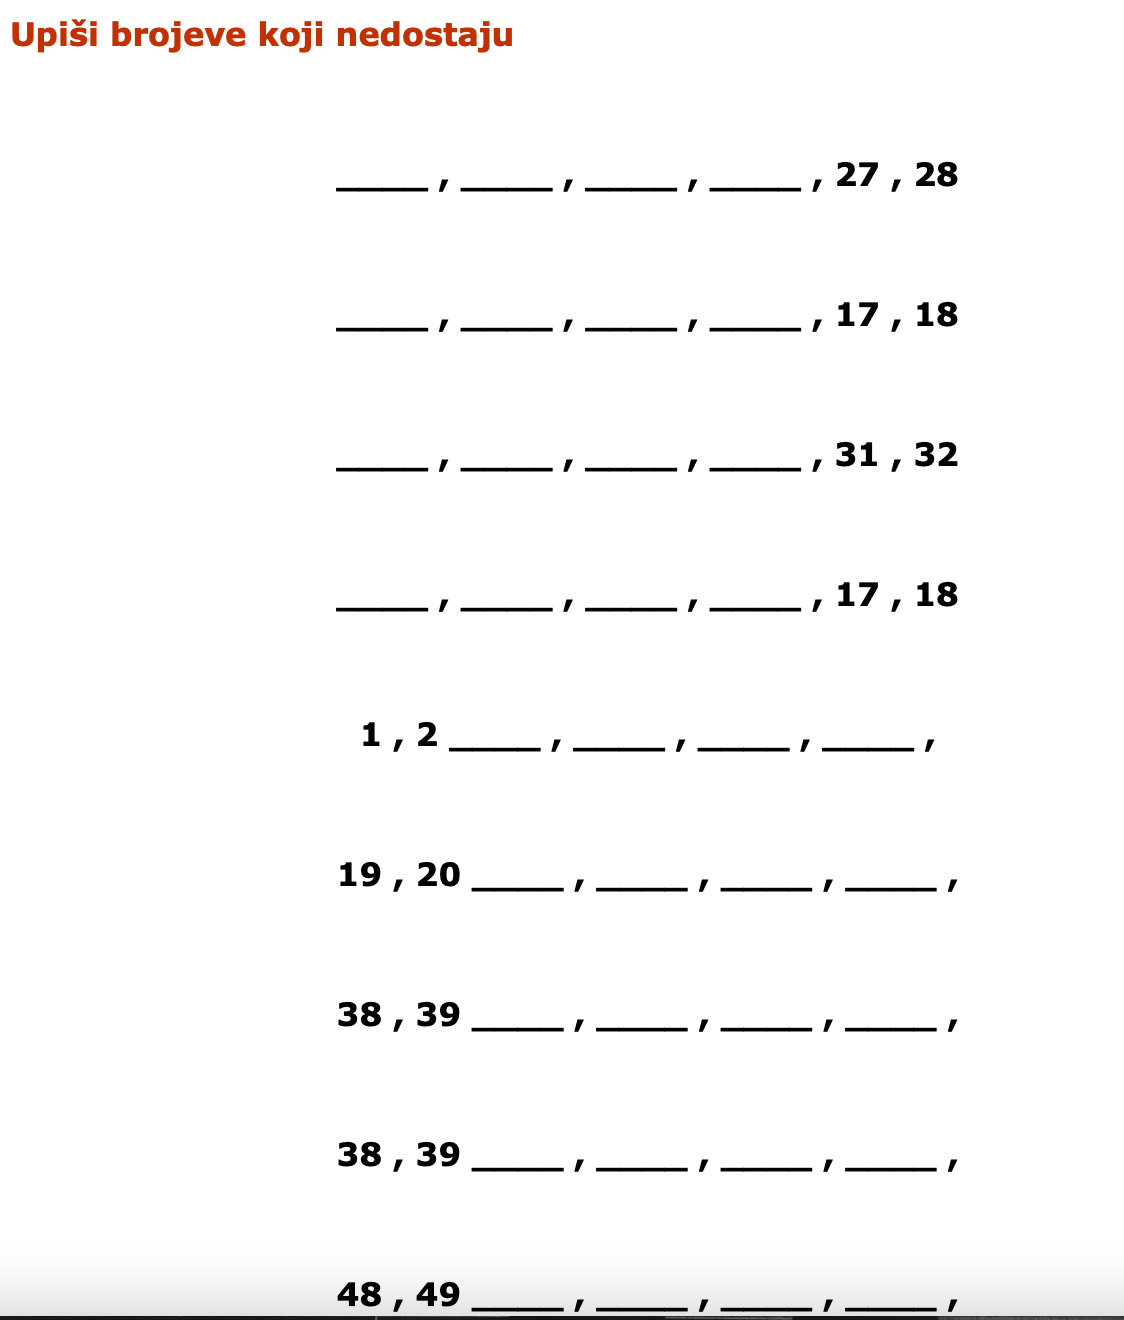 Upiši brojeve koji nedostaju
____ , ____ , ____ , ____ , 27 , 28
____ , ____ , ____ , ____ , 17 , 18
____ , ____ , ____ , ____ , 31 , 32
____ , ____ , ____ , ____ , 17 , 18
1 , 2 ____ , ____ , ____ , ____ ,
19 , 20 ____ , ____ , ____ , ____ ,
38 , 39 ____ , ____ , ____ , ____ ,
38 , 39 ____ , ____ , ____ , ____ ,
48 , 49 ____ , ____ , ____ , ____ ,